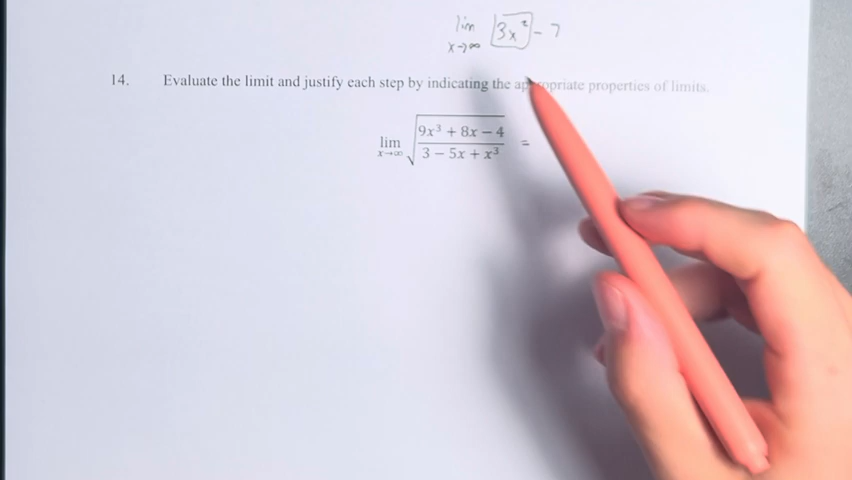 lim x→∞ 3x² - 7
14. Evaluate the limit and justify each step by indicating the appropriate properties of limits.
lim x→∞ √((9x³ + 8x − 4)/(3 − 5x + x³)) =